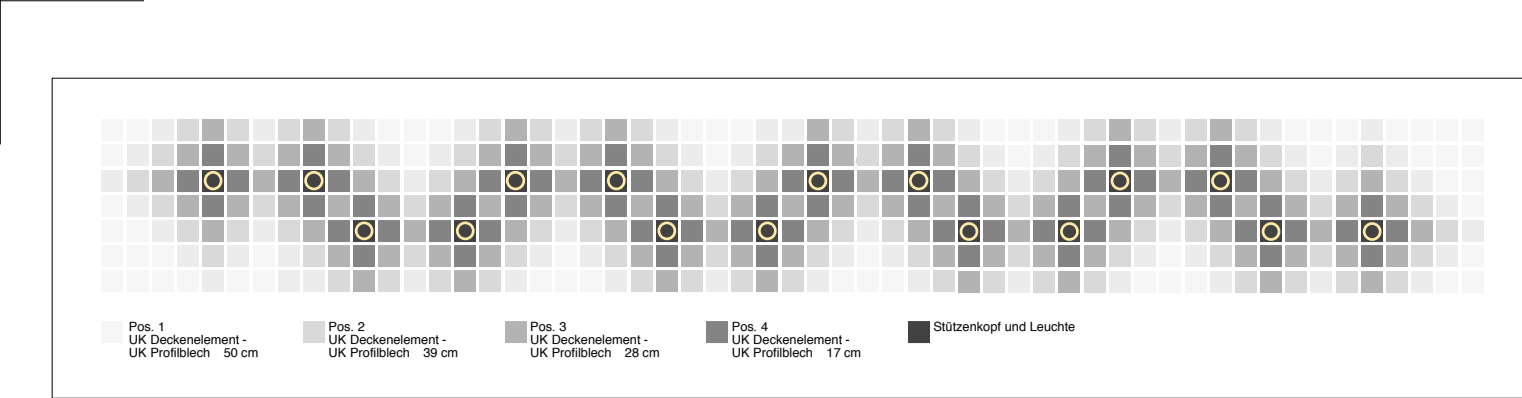 Pos. 1
UK Deckenelement -
UK Profilblech 50 cm
Pos. 2
UK Deckenelement -
UK Profilblech 39 cm
Pos. 3
UK Deckenelement -
UK Profilblech 28 cm
Pos. 4
UK Deckenelement -
UK Profilblech 17 cm
Stützenkopf und Leuchte